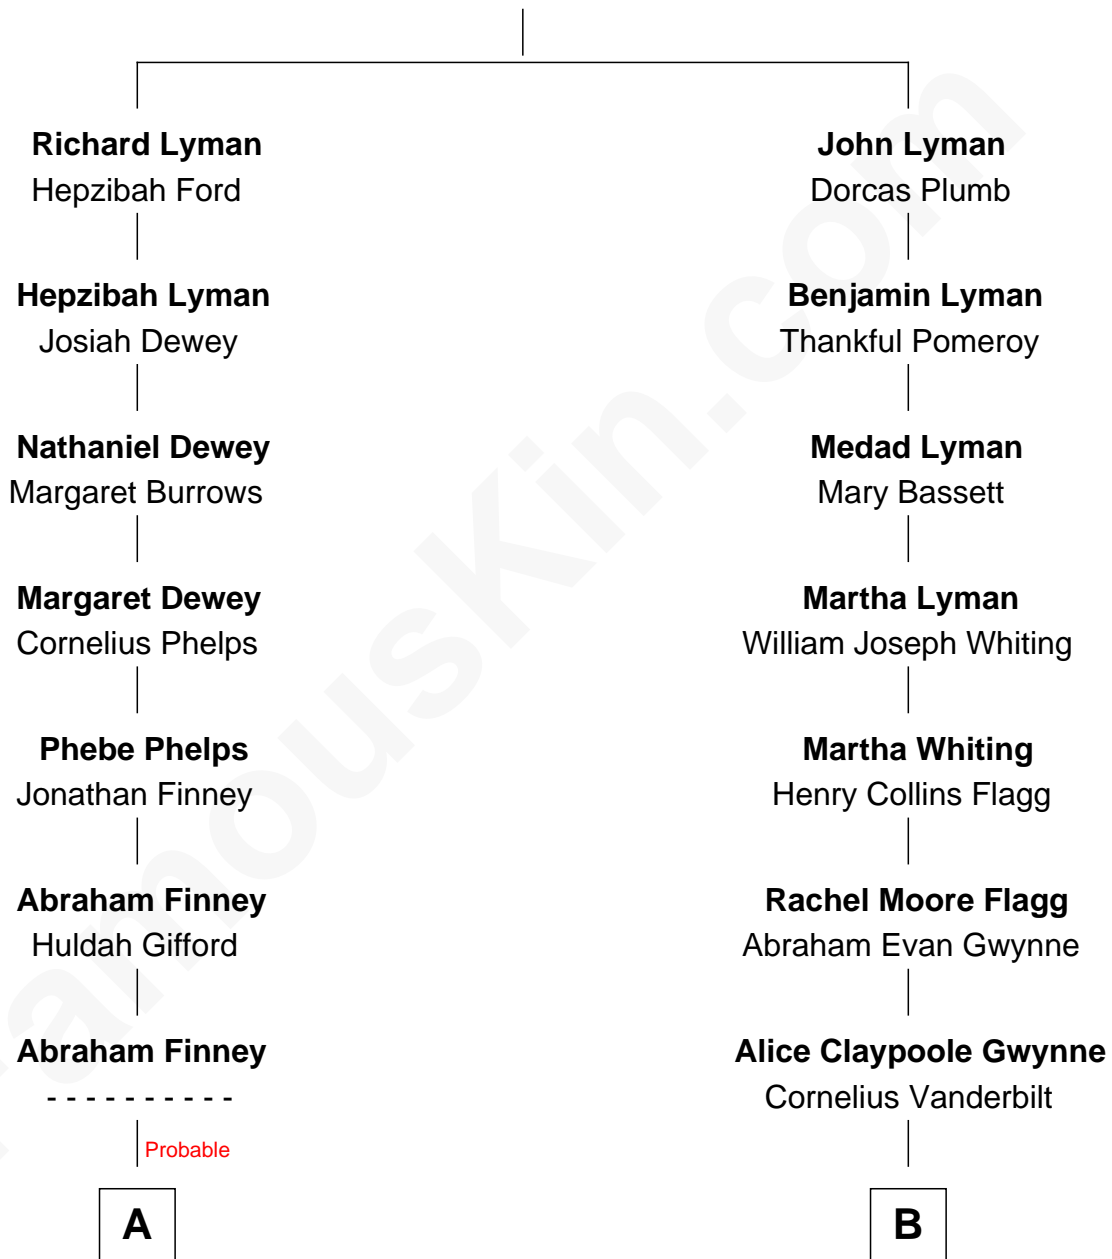 Richard Lyman
Hepzibah Ford
John Lyman
Dorcas Plumb
Hepzibah Lyman
Josiah Dewey
Benjamin Lyman
Thankful Pomeroy
Nathaniel Dewey
Margaret Burrows
Medad Lyman
Mary Bassett
Margaret Dewey
Cornelius Phelps
Martha Lyman
William Joseph Whiting
Phebe Phelps
Jonathan Finney
Martha Whiting
Henry Collins Flagg
Abraham Finney
Huldah Gifford
Rachel Moore Flagg
Abraham Evan Gwynne
Abraham Finney
- - - - - - - - - -
Alice Claypoole Gwynne
Cornelius Vanderbilt
Probable
A
B
FamousKin.com